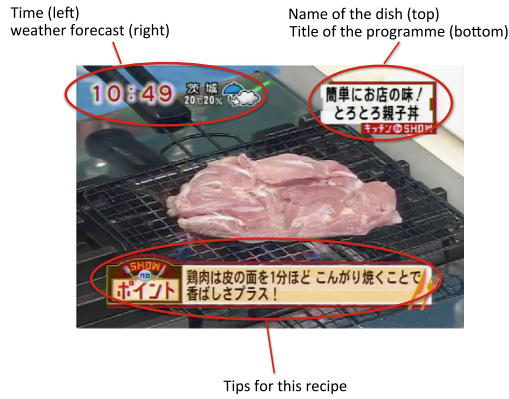 Time (left)
weather forecast (right)
Name of the dish (top)
Title of the programme (bottom)
10:49
茨城
20℃20%
簡単にお店の味!
とろとろ親子丼
キッチン de SHOW
SHOW
no
ポイント
鶏肉は皮の面を1分ほど こんがり焼くことで
香ばしさプラス!
Tips for this recipe